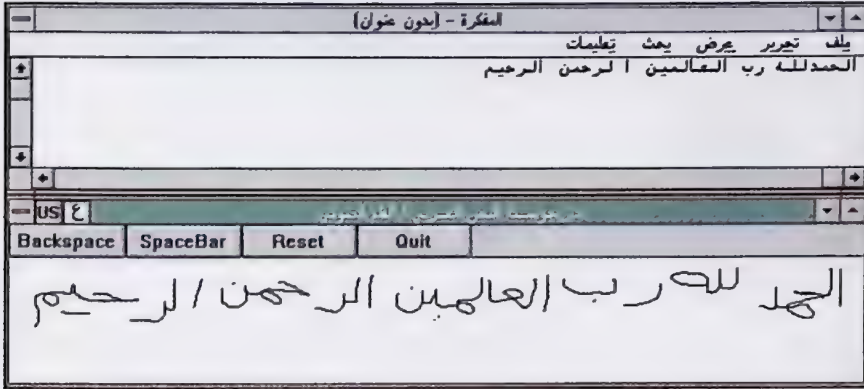 المفكرة - (بدون عنوان)
ملف تحرير عرض بحث تعليمات
الحمدلله رب العالمين ا لرحمن الرحيم
US ع
Backspace SpaceBar Reset Quit
الحمد لله رب العالمين الرحمن الرحيم